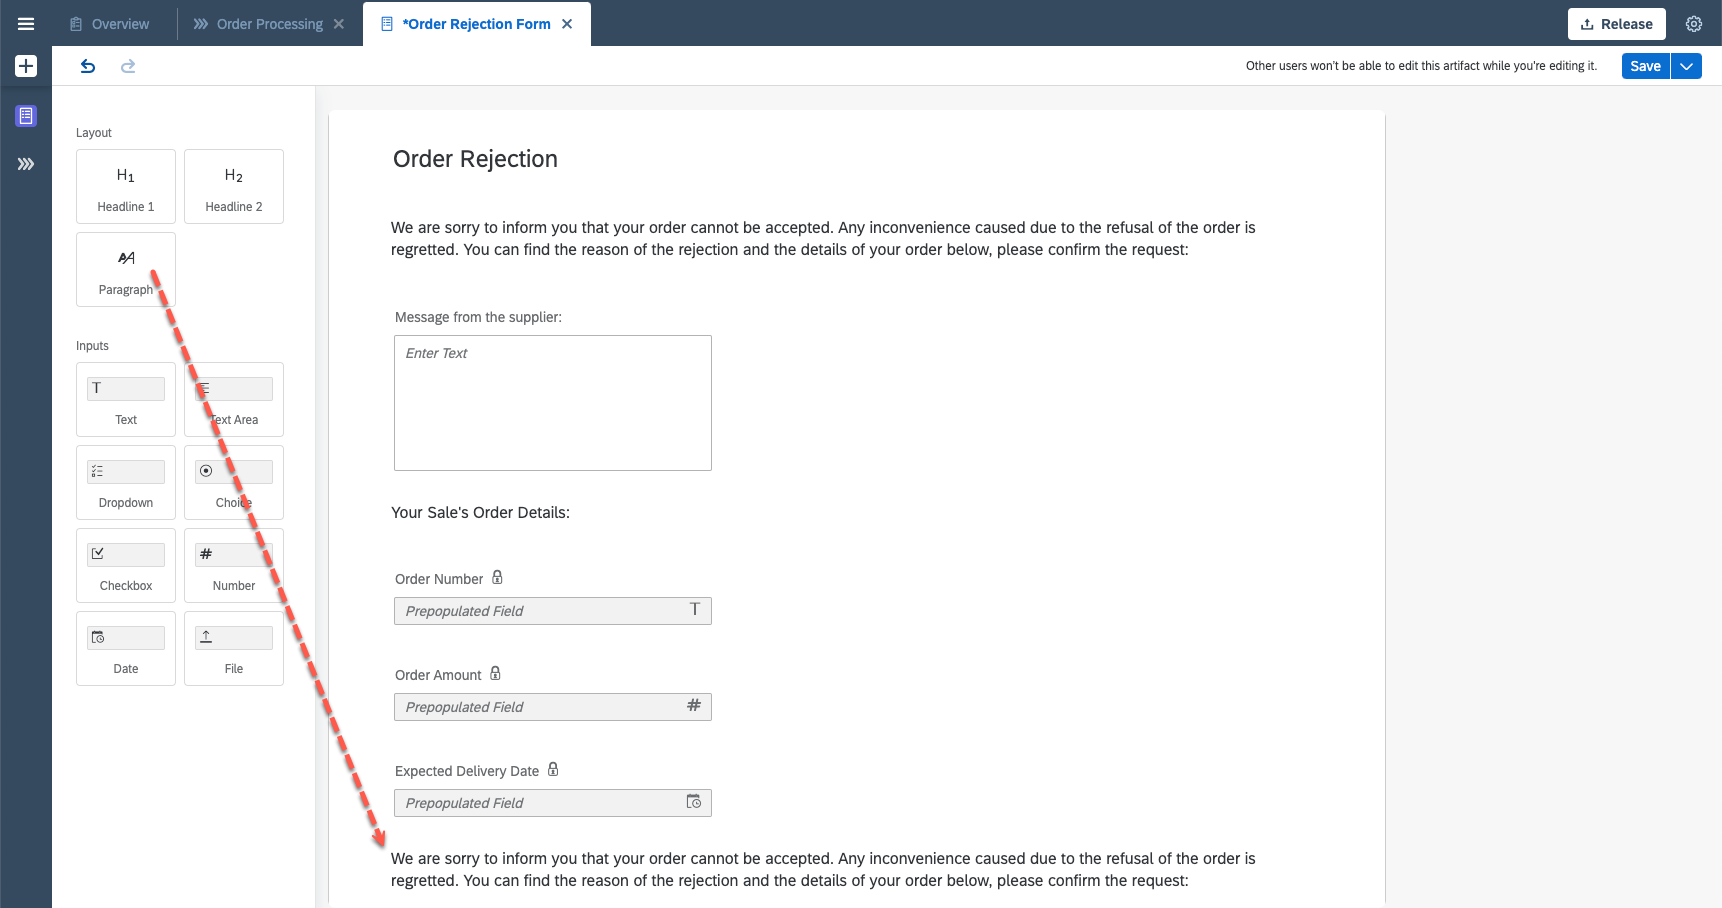 Overview
Order Processing
*Order Rejection Form
Release
Other users won't be able to edit this artifact while you're editing it.
Save
Layout
H1
Headline 1
H2
Headline 2
AA
Paragraph
Inputs
T
Text
Text Area
Dropdown
Choice
Checkbox
#
Number
Date
File
Order Rejection
We are sorry to inform you that your order cannot be accepted. Any inconvenience caused due to the refusal of the order is
regretted. You can find the reason of the rejection and the details of your order below, please confirm the request:
Message from the supplier:
Enter Text
Your Sale's Order Details:
Order Number
Prepopulated Field T
Order Amount
Prepopulated Field #
Expected Delivery Date
Prepopulated Field
We are sorry to inform you that your order cannot be accepted. Any inconvenience caused due to the refusal of the order is
regretted. You can find the reason of the rejection and the details of your order below, please confirm the request: